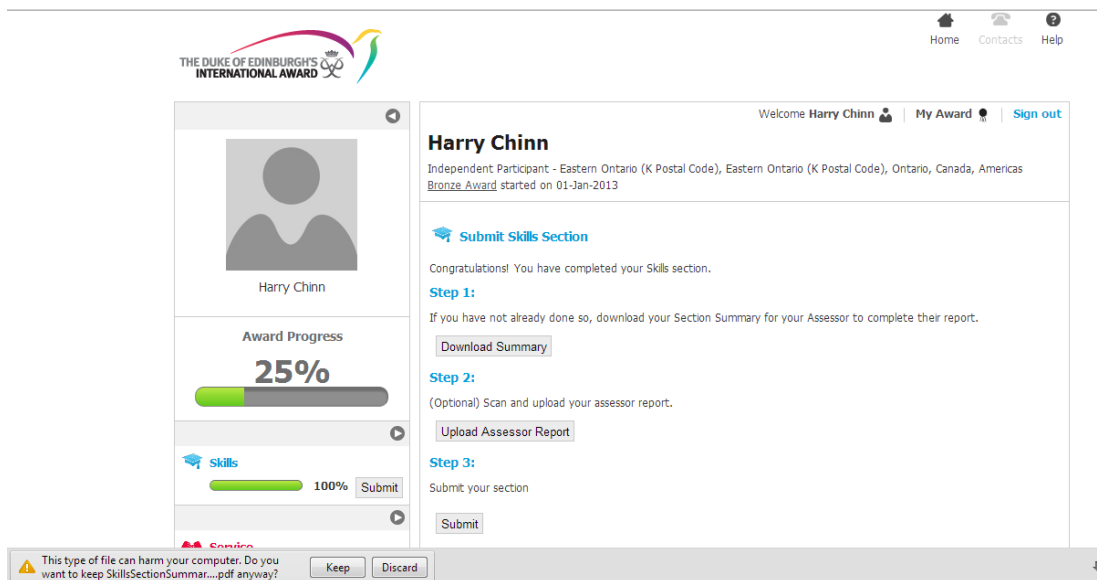 Home Contacts Help
THE DUKE OF EDINBURGH'S
INTERNATIONAL AWARD
Welcome Harry Chinn | My Award | Sign out
Harry Chinn
Independent Participant - Eastern Ontario (K Postal Code), Eastern Ontario (K Postal Code), Ontario, Canada, Americas
Bronze Award started on 01-Jan-2013
Harry Chinn
Award Progress
25%
Skills
100% Submit
Service
Submit Skills Section
Congratulations! You have completed your Skills section.
Step 1:
If you have not already done so, download your Section Summary for your Assessor to complete their report.
Download Summary
Step 2:
(Optional) Scan and upload your assessor report.
Upload Assessor Report
Step 3:
Submit your section
Submit
This type of file can harm your computer. Do you
want to keep SkillsSectionSummar....pdf anyway?
Keep Discard